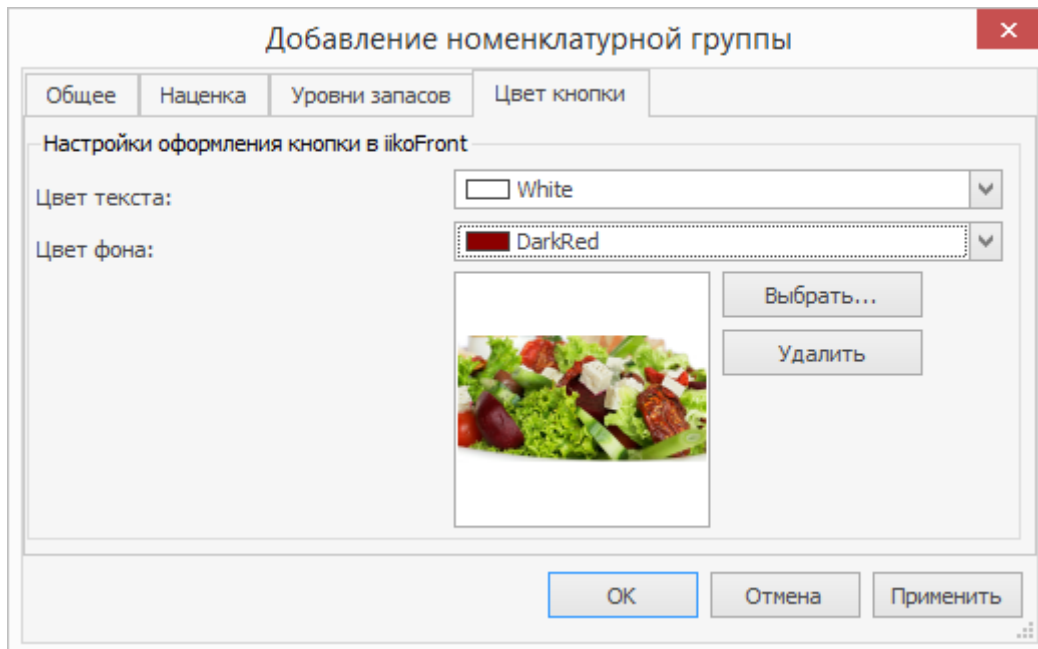 Добавление номенклатурной группы
Общее Наценка Уровни запасов Цвет кнопки
Настройки оформления кнопки в iikoFront
Цвет текста: White
Цвет фона: DarkRed
Выбрать...
Удалить
OK Отмена Применить